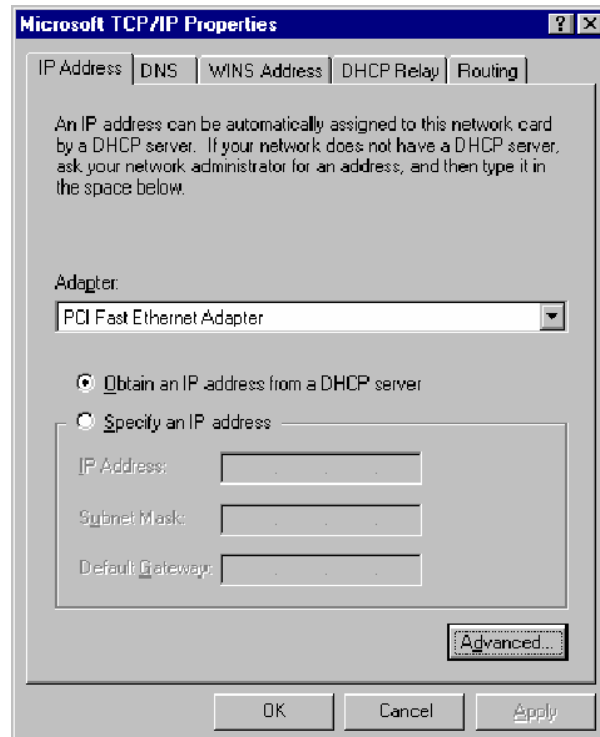 Microsoft TCP/IP Properties
IP Address DNS WINS Address DHCP Relay Routing
An IP address can be automatically assigned to this network card
by a DHCP server. If your network does not have a DHCP server,
ask your network administrator for an address, and then type it in
the space below.
Adapter:
PCI Fast Ethernet Adapter
Obtain an IP address from a DHCP server
Specify an IP address
IP Address:
Subnet Mask:
Default Gateway:
Advanced...
OK Cancel Apply